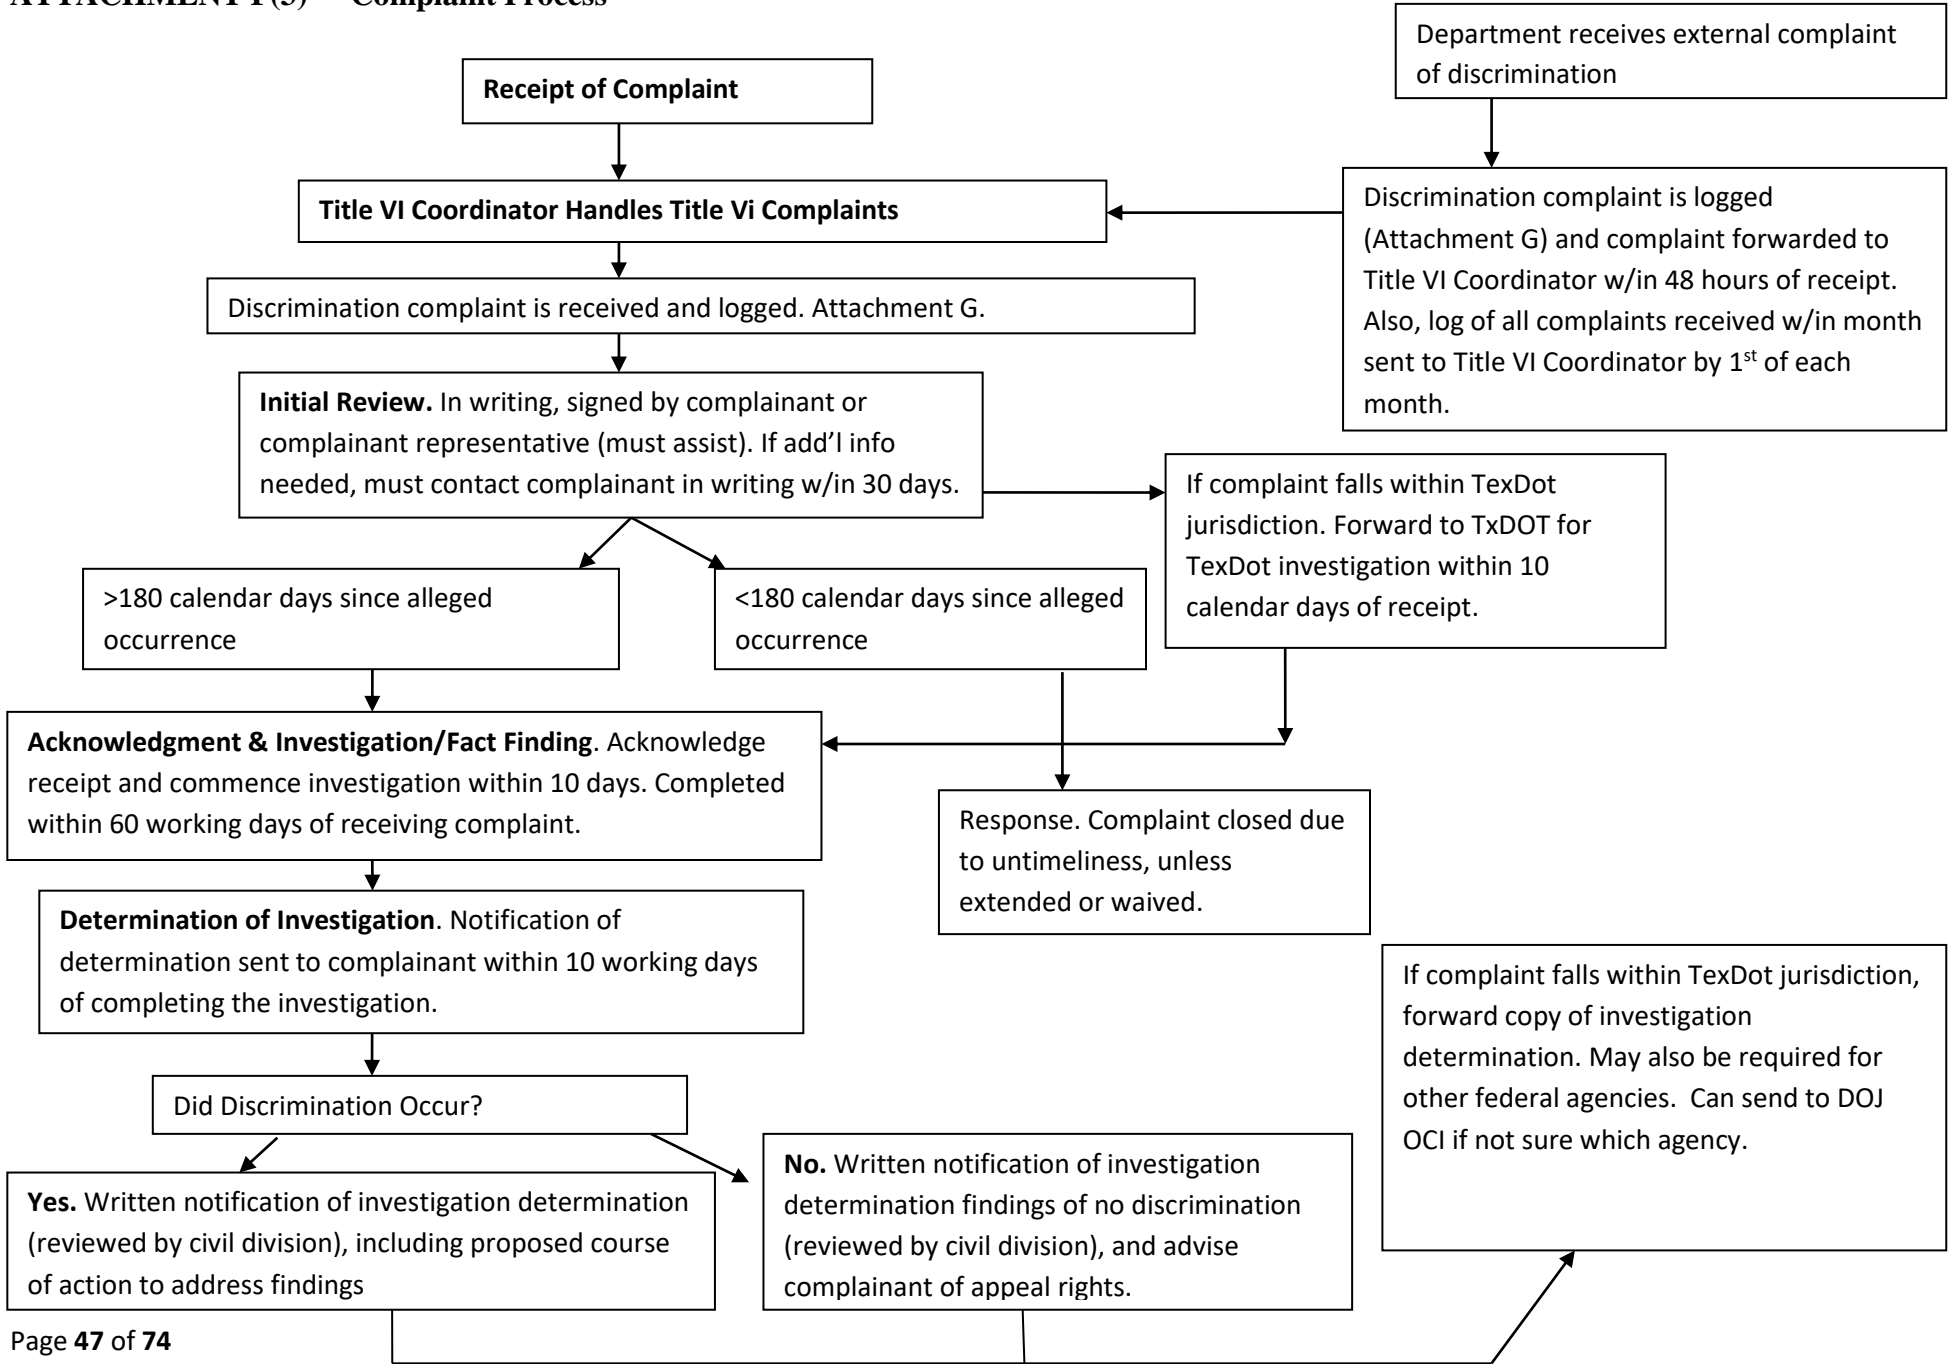 ATTACHMENT F(3) Complaint Process
Department receives external complaint
of discrimination
Receipt of Complaint
Title VI Coordinator Handles Title Vi Complaints
Discrimination complaint is logged
(Attachment G) and complaint forwarded to
Title VI Coordinator w/in 48 hours of receipt.
Also, log of all complaints received w/in month
sent to Title VI Coordinator by 1st of each
month.
Discrimination complaint is received and logged. Attachment G.
Initial Review. In writing, signed by complainant or
complainant representative (must assist). If add’l info
needed, must contact complainant in writing w/in 30 days.
If complaint falls within TexDot
jurisdiction. Forward to TxDOT for
TexDot investigation within 10
calendar days of receipt.
>180 calendar days since alleged
occurrence
<180 calendar days since alleged
occurrence
Acknowledgment & Investigation/Fact Finding. Acknowledge
receipt and commence investigation within 10 days. Completed
within 60 working days of receiving complaint.
Response. Complaint closed due
to untimeliness, unless
extended or waived.
Determination of Investigation. Notification of
determination sent to complainant within 10 working days
of completing the investigation.
If complaint falls within TexDot jurisdiction,
forward copy of investigation
determination. May also be required for
other federal agencies.  Can send to DOJ
OCI if not sure which agency.
Did Discrimination Occur?
Yes. Written notification of investigation determination
(reviewed by civil division), including proposed course
of action to address findings
No. Written notification of investigation
determination findings of no discrimination
(reviewed by civil division), and advise
complainant of appeal rights.
Page 47 of 74